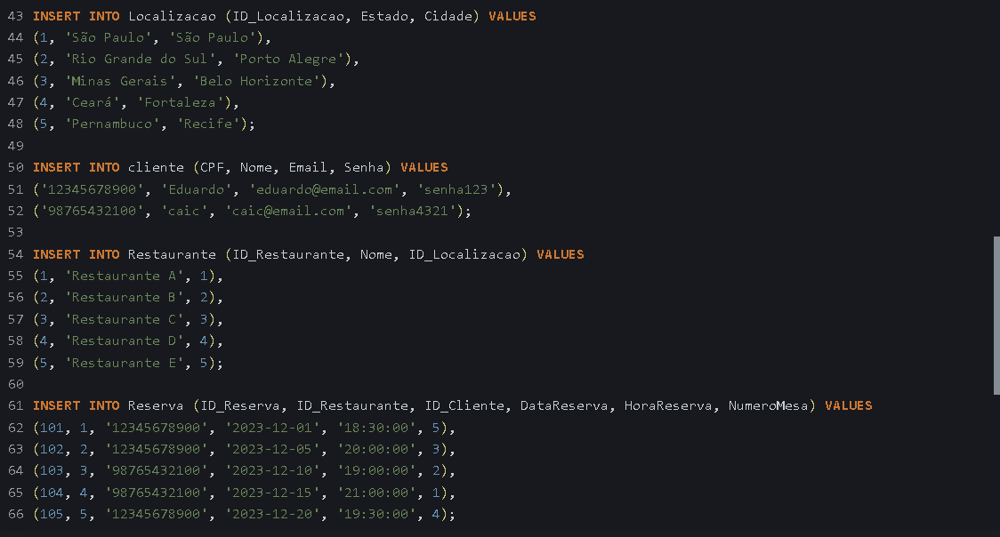 43 INSERT INTO Localizacao (ID_Localizacao, Estado, Cidade) VALUES
44 (1, 'São Paulo', 'São Paulo'),
45 (2, 'Rio Grande do Sul', 'Porto Alegre'),
46 (3, 'Minas Gerais', 'Belo Horizonte'),
47 (4, 'Ceará', 'Fortaleza'),
48 (5, 'Pernambuco', 'Recife');
49
50 INSERT INTO cliente (CPF, Nome, Email, Senha) VALUES
51 ('12345678900', 'Eduardo', 'eduardo@email.com', 'senha123'),
52 ('98765432100', 'caic', 'caic@email.com', 'senha4321');
53
54 INSERT INTO Restaurante (ID_Restaurante, Nome, ID_Localizacao) VALUES
55 (1, 'Restaurante A', 1),
56 (2, 'Restaurante B', 2),
57 (3, 'Restaurante C', 3),
58 (4, 'Restaurante D', 4),
59 (5, 'Restaurante E', 5);
60
61 INSERT INTO Reserva (ID_Reserva, ID_Restaurante, ID_Cliente, DataReserva, HoraReserva, NumeroMesa) VALUES
62 (101, 1, '12345678900', '2023-12-01', '18:30:00', 5),
63 (102, 2, '12345678900', '2023-12-05', '20:00:00', 3),
64 (103, 3, '98765432100', '2023-12-10', '19:00:00', 2),
65 (104, 4, '98765432100', '2023-12-15', '21:00:00', 1),
66 (105, 5, '12345678900', '2023-12-20', '19:30:00', 4);